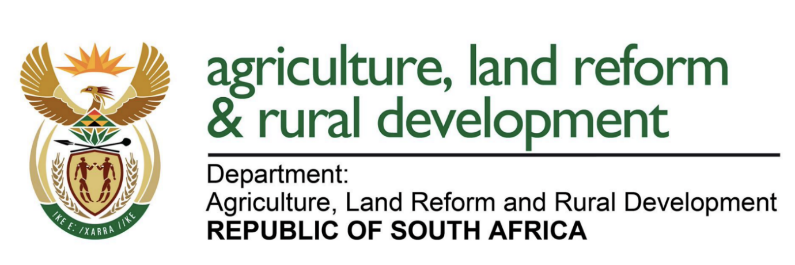 agriculture, land reform
& rural development
Department:
Agriculture, Land Reform and Rural Development
REPUBLIC OF SOUTH AFRICA
!KE E: /XARRA //KE